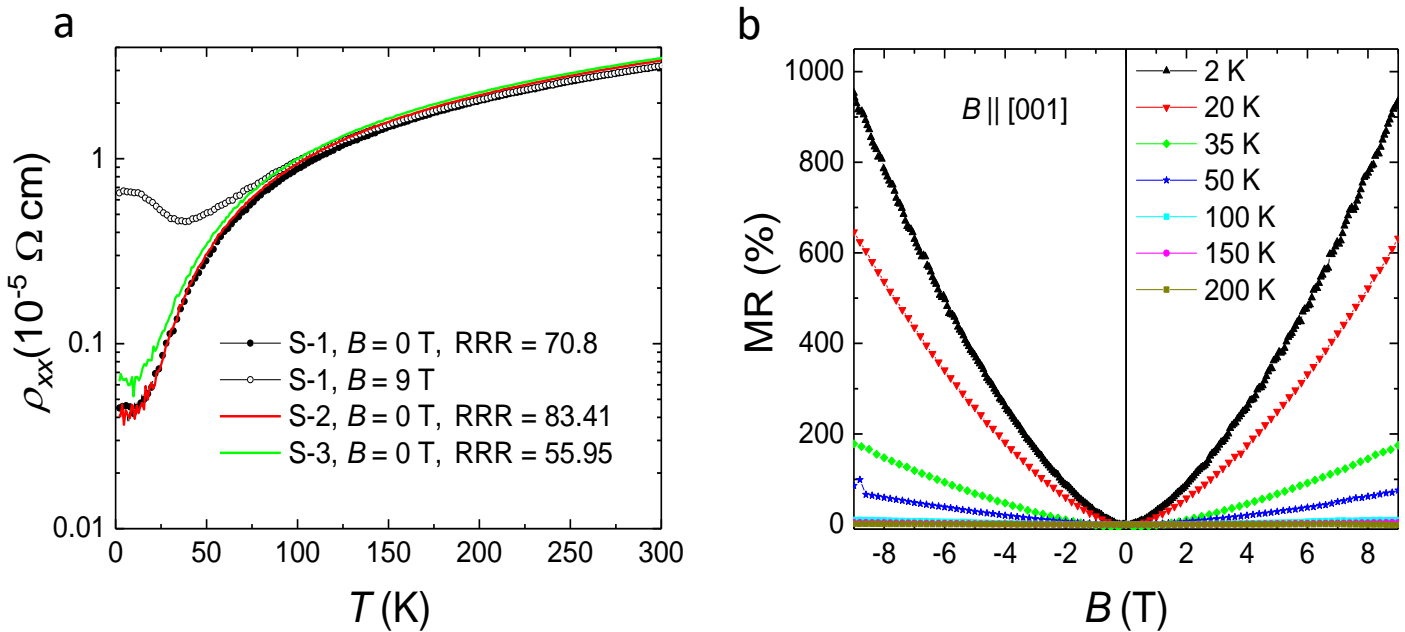 a
1
0.1
0.01
ρxx(10-5 Ω cm)
S-1, B = 0 T, RRR = 70.8
S-1, B = 9 T
S-2, B = 0 T, RRR = 83.41
S-3, B = 0 T, RRR = 55.95
0 50 100 150 200 250 300
T (K)
b
1000
800
600
400
200
0
MR (%)
B || [001]
2 K
20 K
35 K
50 K
100 K
150 K
200 K
-8 -6 -4 -2 0 2 4 6 8
B (T)